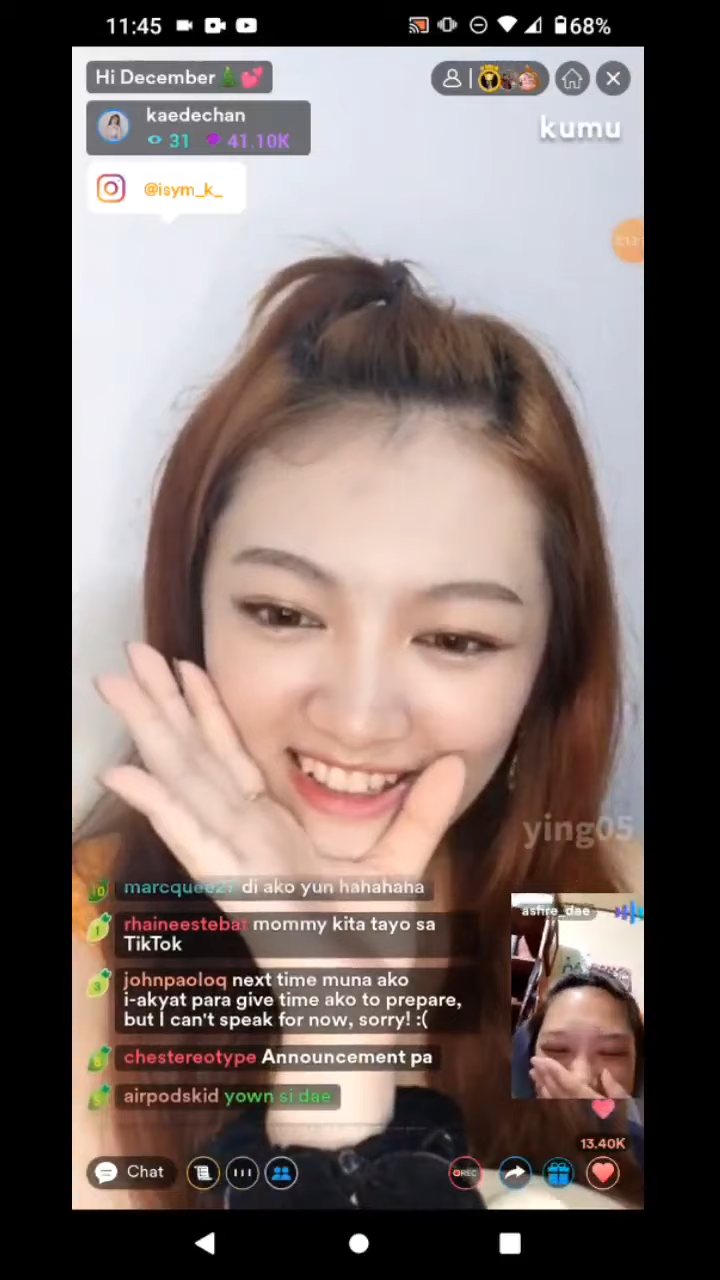 11:45
68%
Hi December
kaedechan
31 41.10K
kumu
@isym_k_
ying05
marcquee27 di ako yun hahahaha
asfire_dae
rhaineestebat mommy kita tayo sa
TikTok
johnpaoloq next time muna ako
i-akyat para give time ako to prepare,
but I can't speak for now, sorry! :(
chestereotype Announcement pa
airpodskid yown si dae
13.40K
Chat
REC